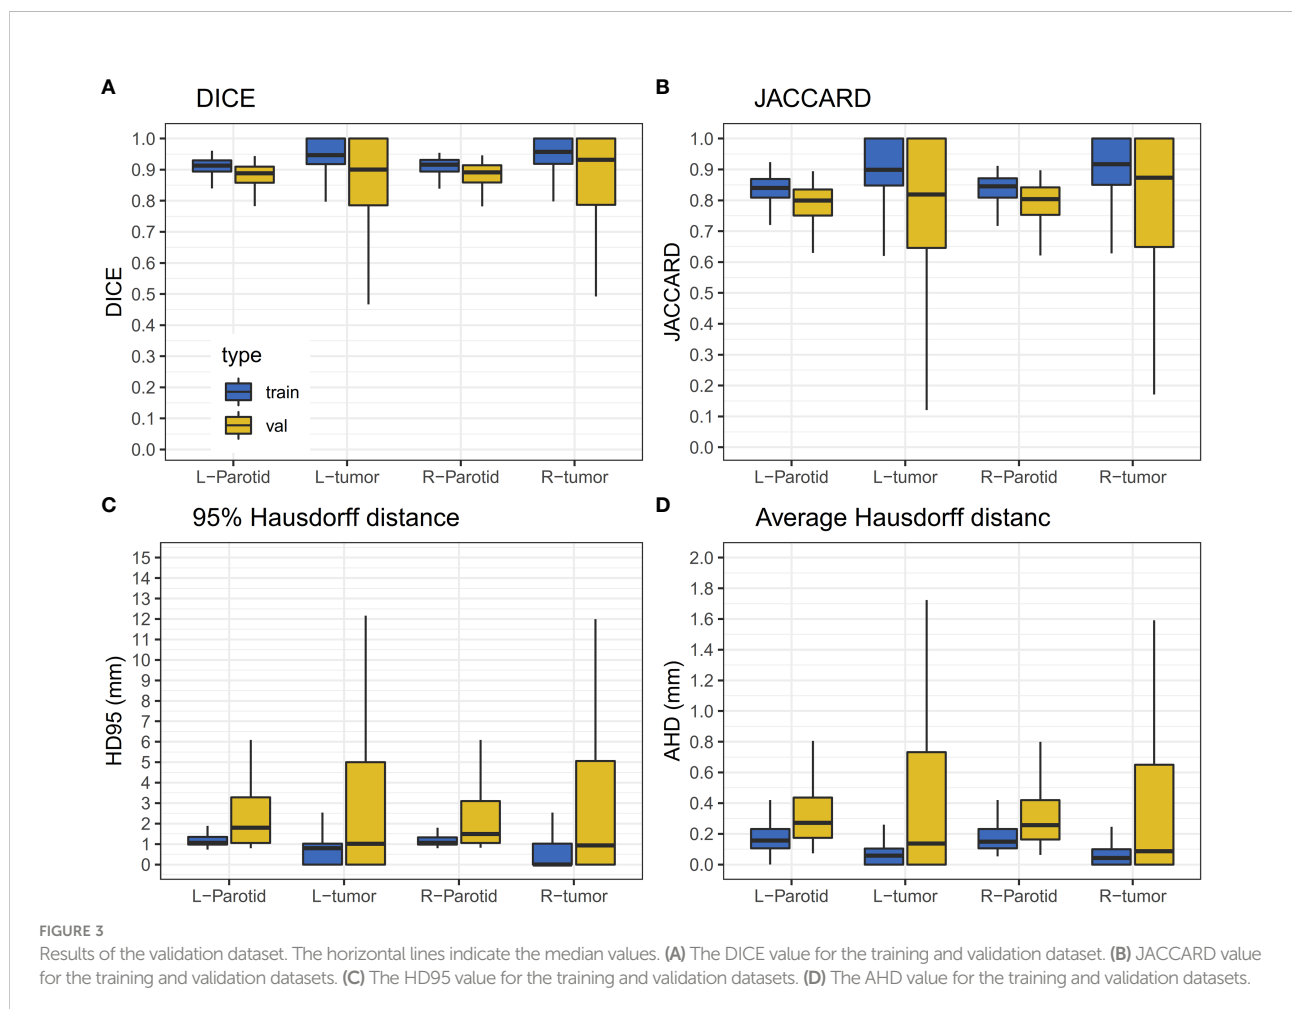 A
DICE
DICE
1.0
0.9
0.8
0.7
0.6
0.5
0.4
0.3
0.2
0.1
0.0
type
train
val
L−Parotid L−tumor R−Parotid R−tumor
B
JACCARD
JACCARD
1.0
0.9
0.8
0.7
0.6
0.5
0.4
0.3
0.2
0.1
0.0
L−Parotid L−tumor R−Parotid R−tumor
C
95% Hausdorff distance
HD95 (mm)
15
14
13
12
11
10
9
8
7
6
5
4
3
2
1
0
L−Parotid L−tumor R−Parotid R−tumor
D
Average Hausdorff distanc
AHD (mm)
2.0
1.8
1.6
1.4
1.2
1.0
0.8
0.6
0.4
0.2
0.0
L−Parotid L−tumor R−Parotid R−tumor
FIGURE 3
Results of the validation dataset. The horizontal lines indicate the median values. (A) The DICE value for the training and validation dataset. (B) JACCARD value
for the training and validation datasets. (C) The HD95 value for the training and validation datasets. (D) The AHD value for the training and validation datasets.